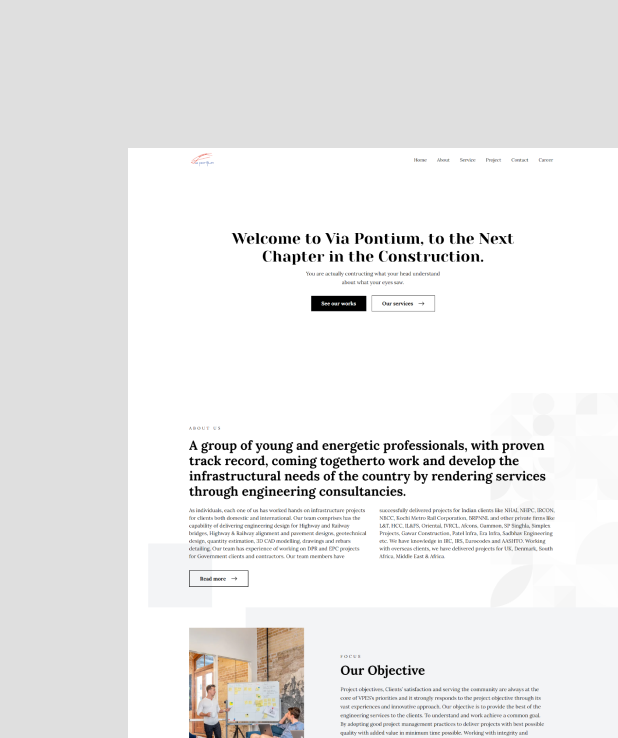 Home About Service Project Contact Career
Welcome to Via Pontium, to the Next
Chapter in the Construction.
You are actually contructing what your head understand
about what your eyes saw.
See our works
Our services →
ABOUT US
A group of young and energetic professionals, with proven
track record, coming togetherto work and develop the
infrastructural needs of the country by rendering services
through engineering consultancies.
As individuals, each one of us has worked hands on infrastructure projects
for clients both domestic and international. Our team comprises has the
capability of delivering engineering design for Highway and Railway
bridges, Highway & Railway alignment and pavement designs, geotechnical
design, quantity estimation, 3D CAD modelling, drawings and rebars
detailing. Our team has experience of working on DPR and EPC projects
for Government clients and contractors. Our team members have
successfully delivered projects for Indian clients like NHAI, NHPC, IRCON,
NBCC, Kochi Metro Rail Corporation, BRPNNL and other private firms like
L&T, HCC, IL&FS, Oriental, IVRCL, Afcons, Gammon, SP Singhla, Simplex
Projects, Gawar Construction, Patel Infra, Era Infra, Sadbhav Engineering
etc. We have knowledge in IRC, IRS, Eurocodes and AASHTO. Working
with overseas clients, we have delivered projects for UK, Denmark, South
Africa, Middle East & Africa.
Read more →
FOCUS
Our Objective
Project objectives, Clients' satisfaction and serving the community are always at the
core of VPES's priorities and it strongly responds to the project objective through its
vast experiences and innovative approach. Our objective is to provide the best of the
engineering services to the clients. To understand and work achieve a common goal.
By adopting good project management practices to deliver projects with best possible
quality with added value in minimum time possible. Working with integrity and